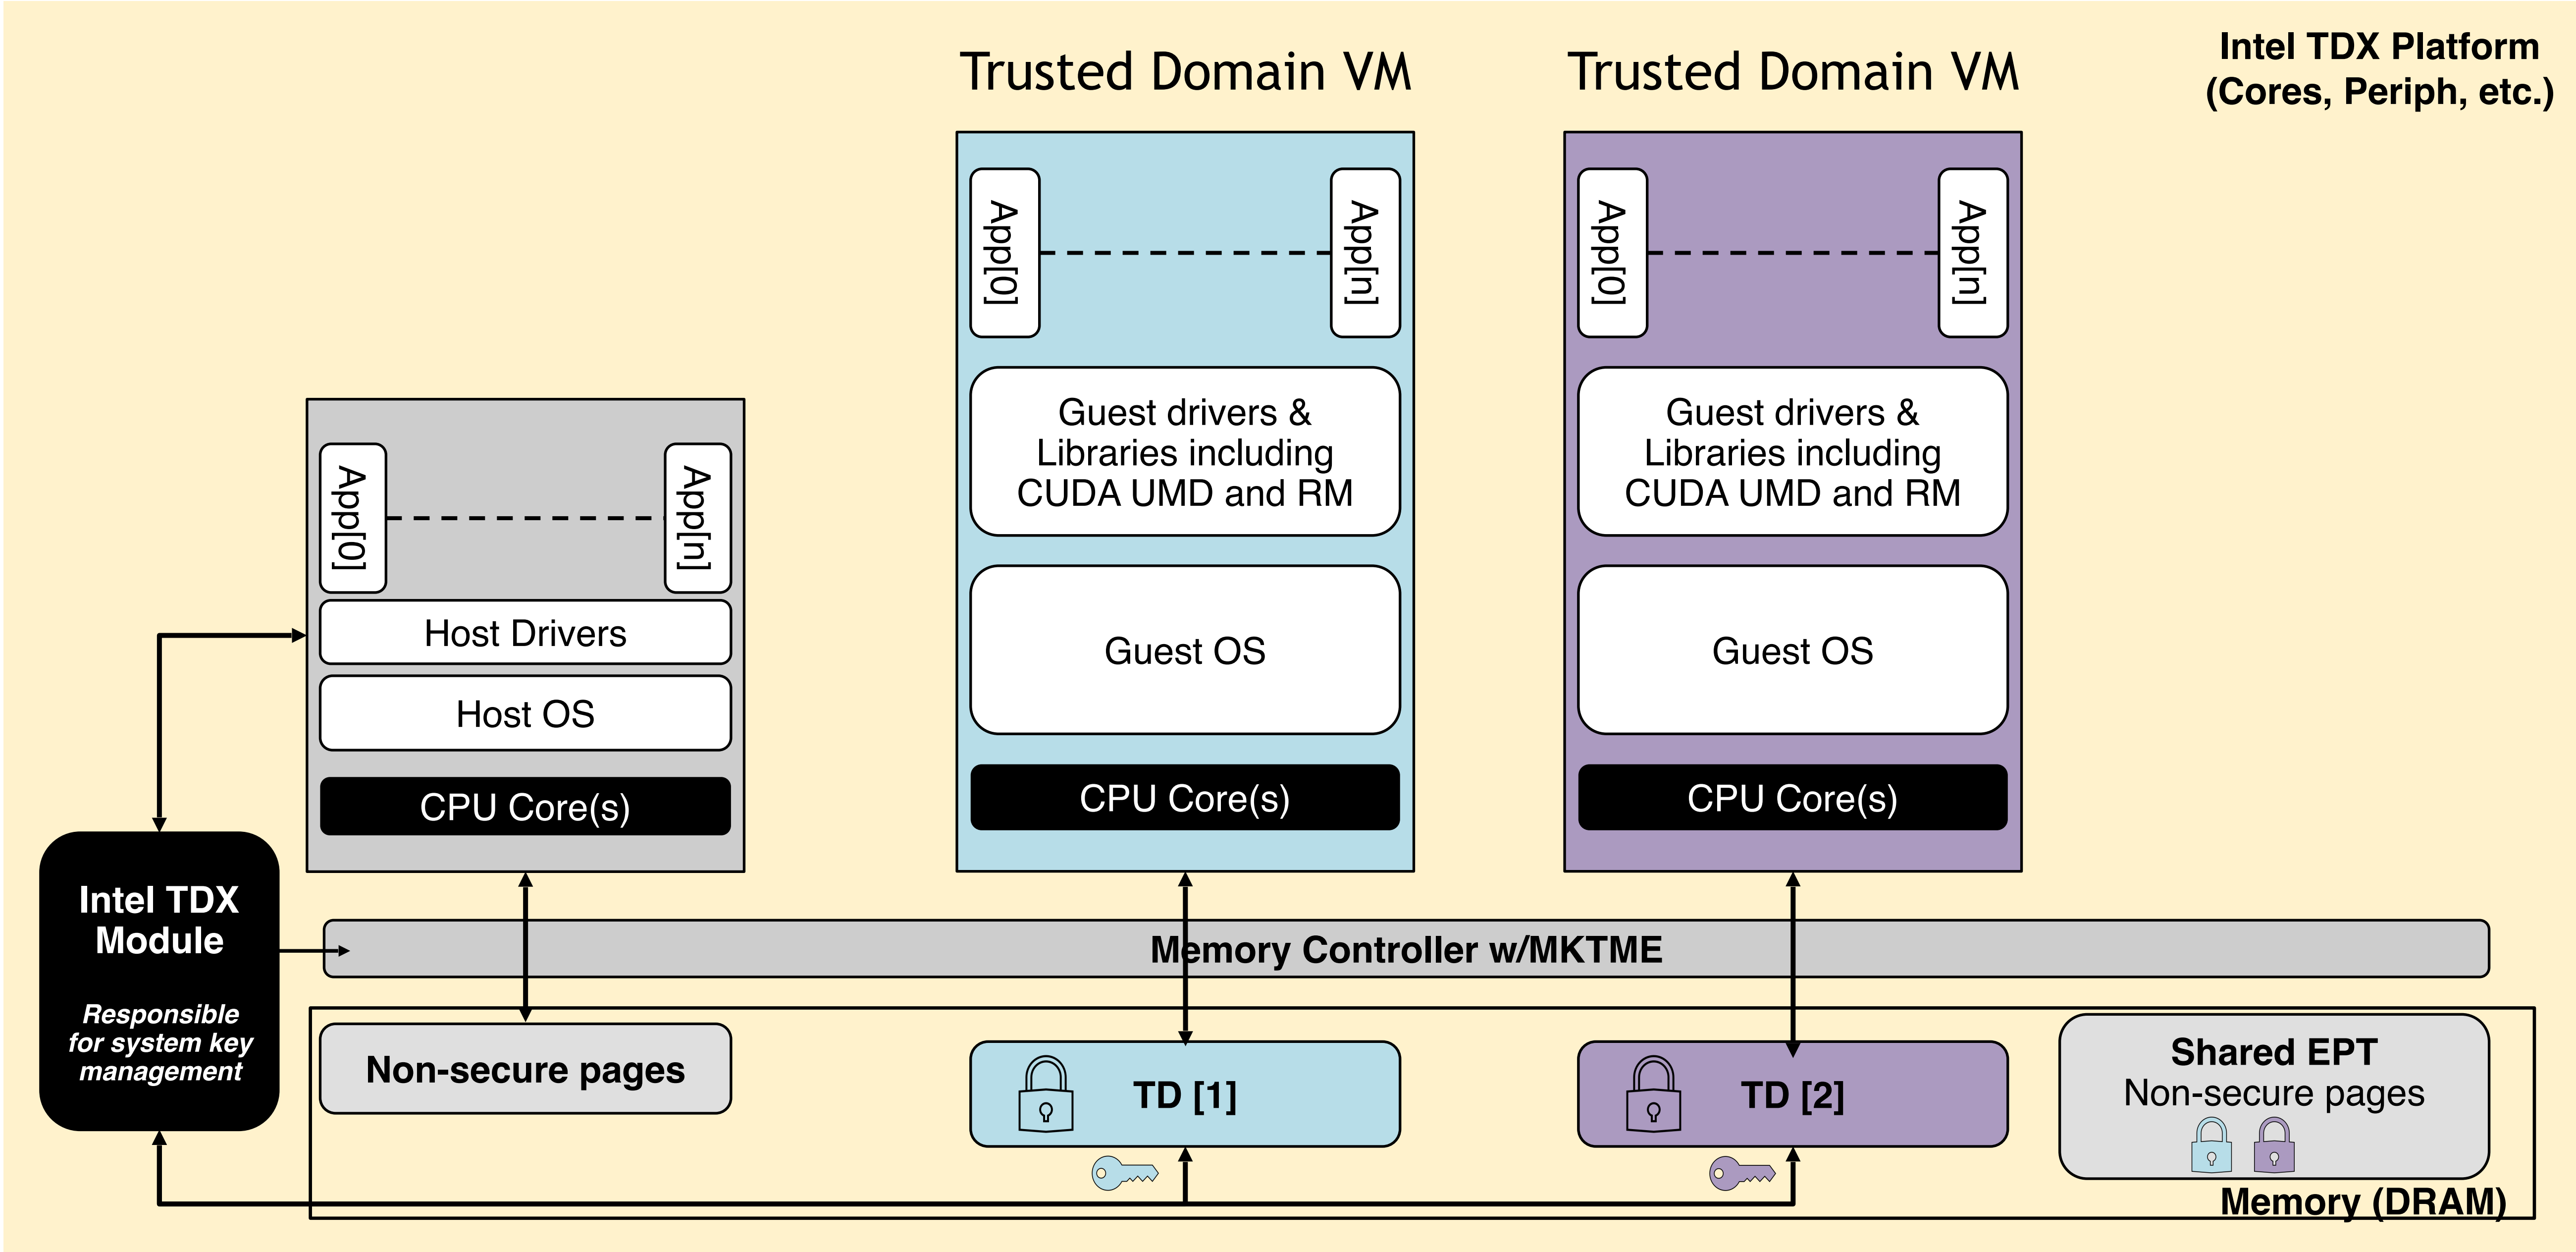 Intel TDX Platform
(Cores, Periph, etc.)
Trusted Domain VM
Trusted Domain VM
App[0]
App[n]
Host Drivers
Host OS
CPU Core(s)
App[0]
App[n]
Guest drivers &
Libraries including
CUDA UMD and RM
Guest OS
CPU Core(s)
App[0]
App[n]
Guest drivers &
Libraries including
CUDA UMD and RM
Guest OS
CPU Core(s)
Intel TDX
Module
Responsible
for system key
management
Memory Controller w/MKTME
Non-secure pages
TD [1]
TD [2]
Shared EPT
Non-secure pages
Memory (DRAM)